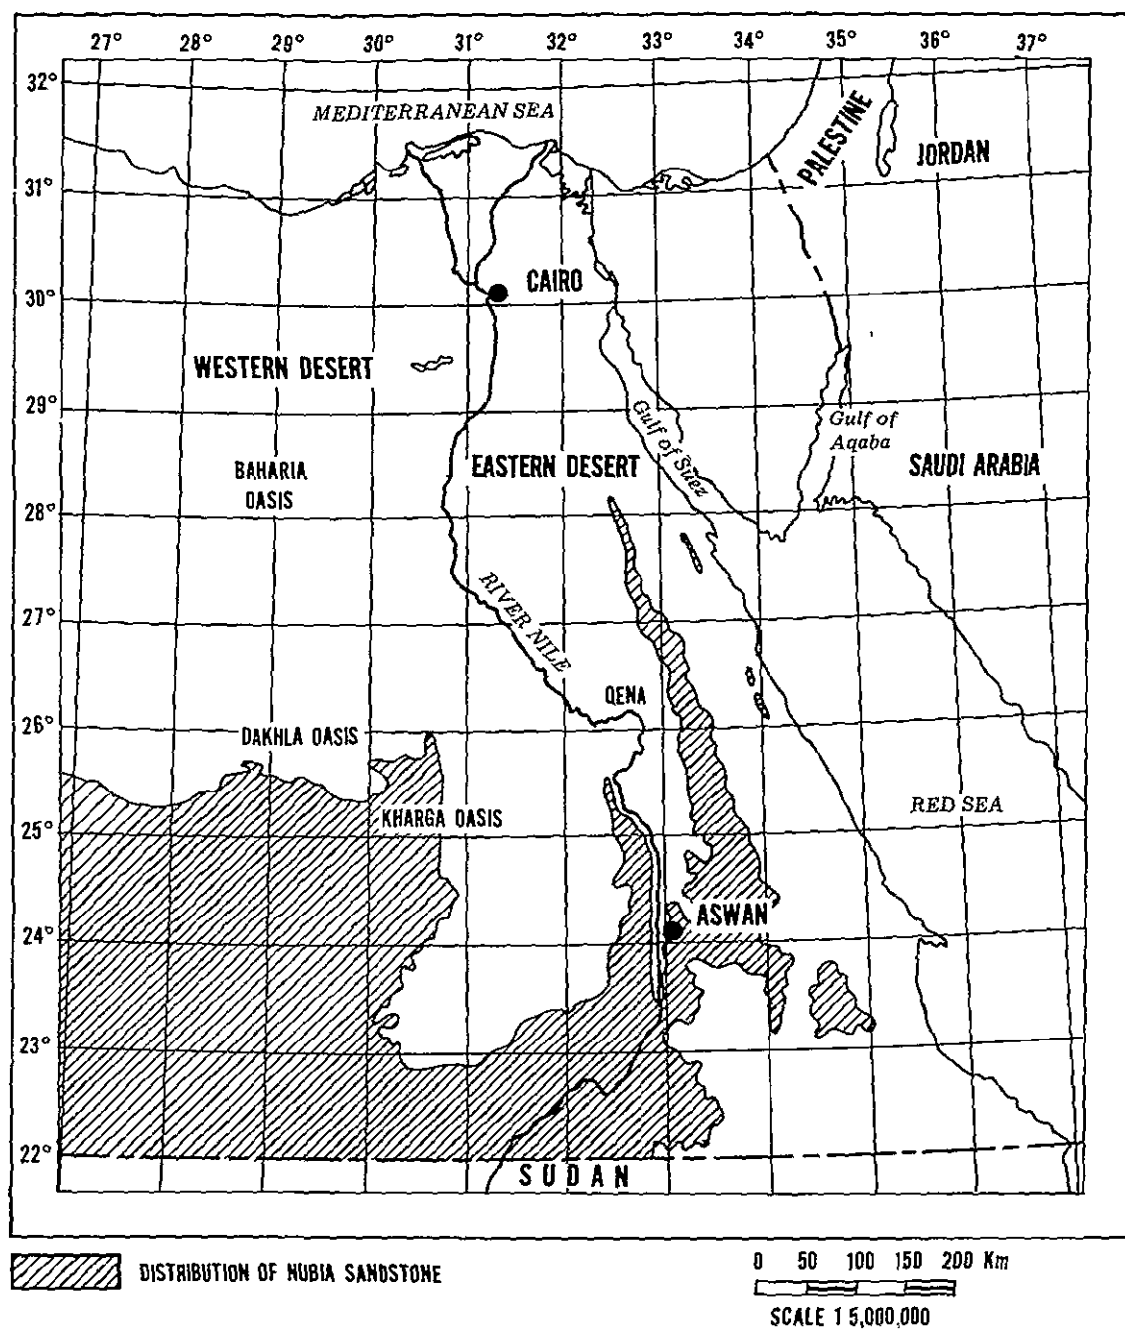 27° 28° 29° 30° 31° 32° 33° 34° 35° 36° 37°
32°
MEDITERRANEAN SEA
PALESTINE
JORDAN
31°
CAIRO
30°
WESTERN DESERT
29°
Gulf of Suez
Gulf of
Aqaba
BAHARIA
OASIS
EASTERN DESERT
SAUDI ARABIA
28°
RIVER NILE
27°
QENA
26°
DAKHLA OASIS
KHARGA OASIS
RED SEA
25°
ASWAN
24°
23°
22°
SUDAN
DISTRIBUTION OF NUBIA SANDSTONE
0 50 100 150 200 Km
SCALE 1 5,000,000